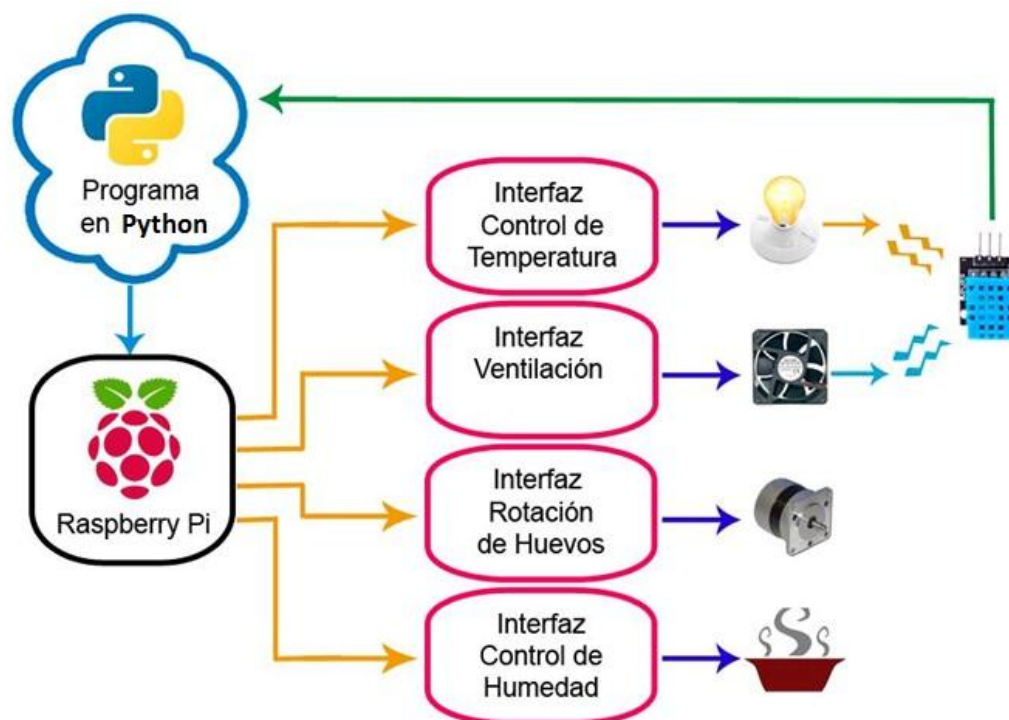 Programa
en Python
Interfaz
Control de
Temperatura
Interfaz
Ventilación
Raspberry Pi
Interfaz
Rotación
de Huevos
Interfaz
Control de
Humedad